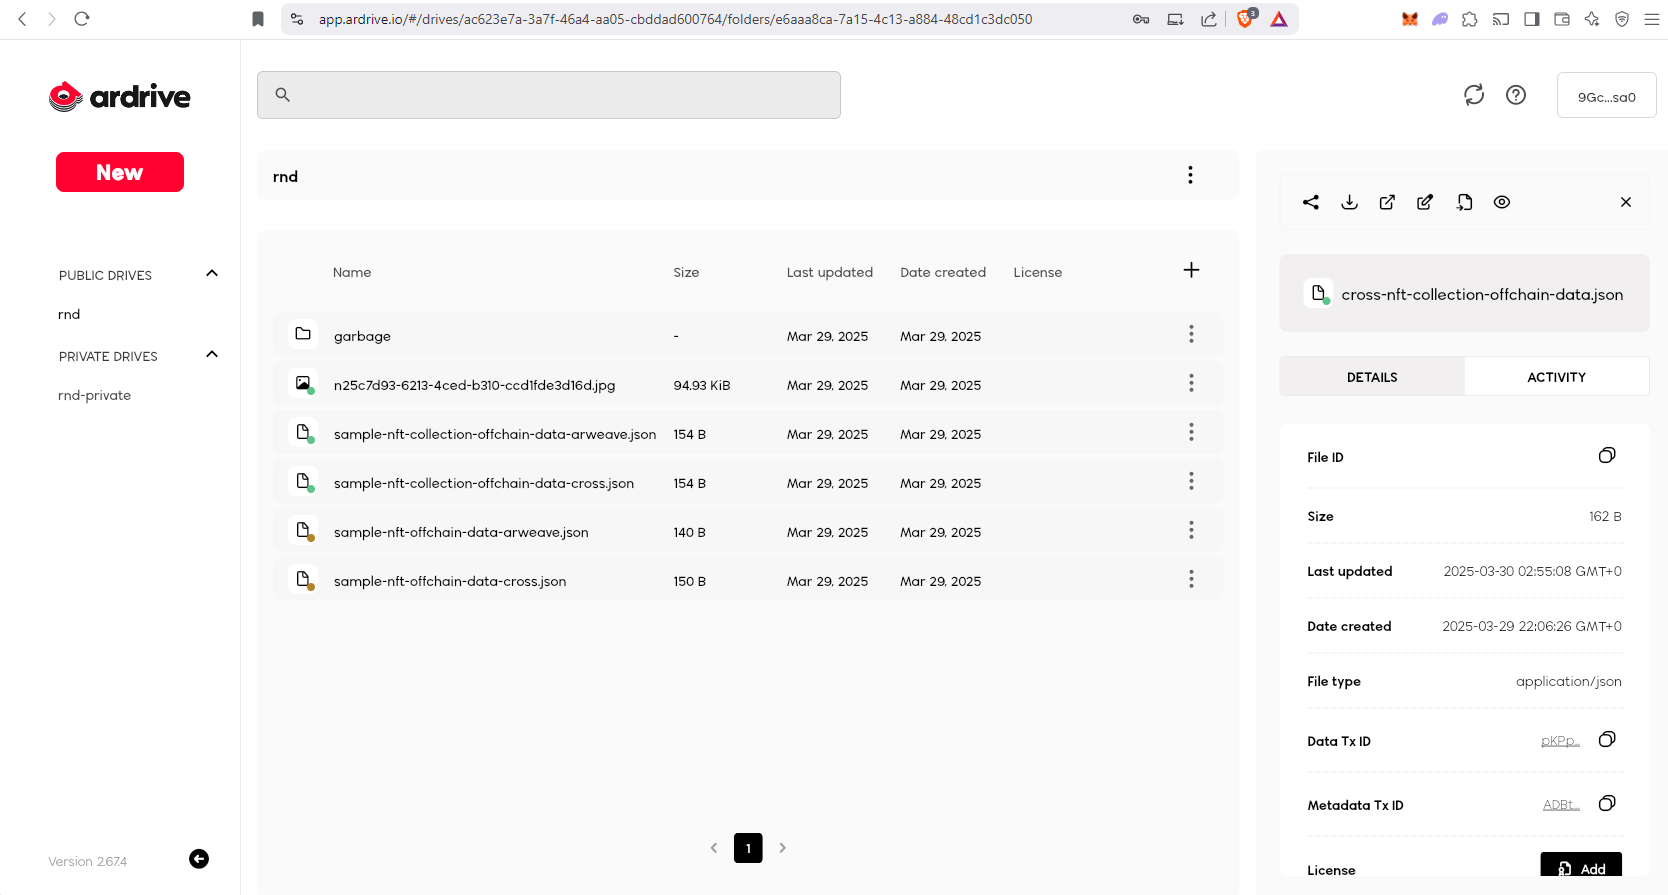 app.ardrive.io/#/drives/ac623e7a-3a7f-46a4-aa05-cbddad600764/folders/e6aaa8ca-7a15-4c13-a884-48cd1c3dc050
3
ardrive
9Gc...sa0
New
rnd
PUBLIC DRIVES
rnd
PRIVATE DRIVES
rnd-private
Name Size Last updated Date created License
garbage - Mar 29, 2025 Mar 29, 2025
n25c7d93-6213-4ced-b310-ccd1fde3d16d.jpg 94.93 KiB Mar 29, 2025 Mar 29, 2025
sample-nft-collection-offchain-data-arweave.json 154 B Mar 29, 2025 Mar 29, 2025
sample-nft-collection-offchain-data-cross.json 154 B Mar 29, 2025 Mar 29, 2025
sample-nft-offchain-data-arweave.json 140 B Mar 29, 2025 Mar 29, 2025
sample-nft-offchain-data-cross.json 150 B Mar 29, 2025 Mar 29, 2025
1
Version 2.67.4
cross-nft-collection-offchain-data.json
DETAILS ACTIVITY
File ID
Size 162 B
Last updated 2025-03-30 02:55:08 GMT+0
Date created 2025-03-29 22:06:26 GMT+0
File type application/json
Data Tx ID pKPp...
Metadata Tx ID ADBt...
License Add